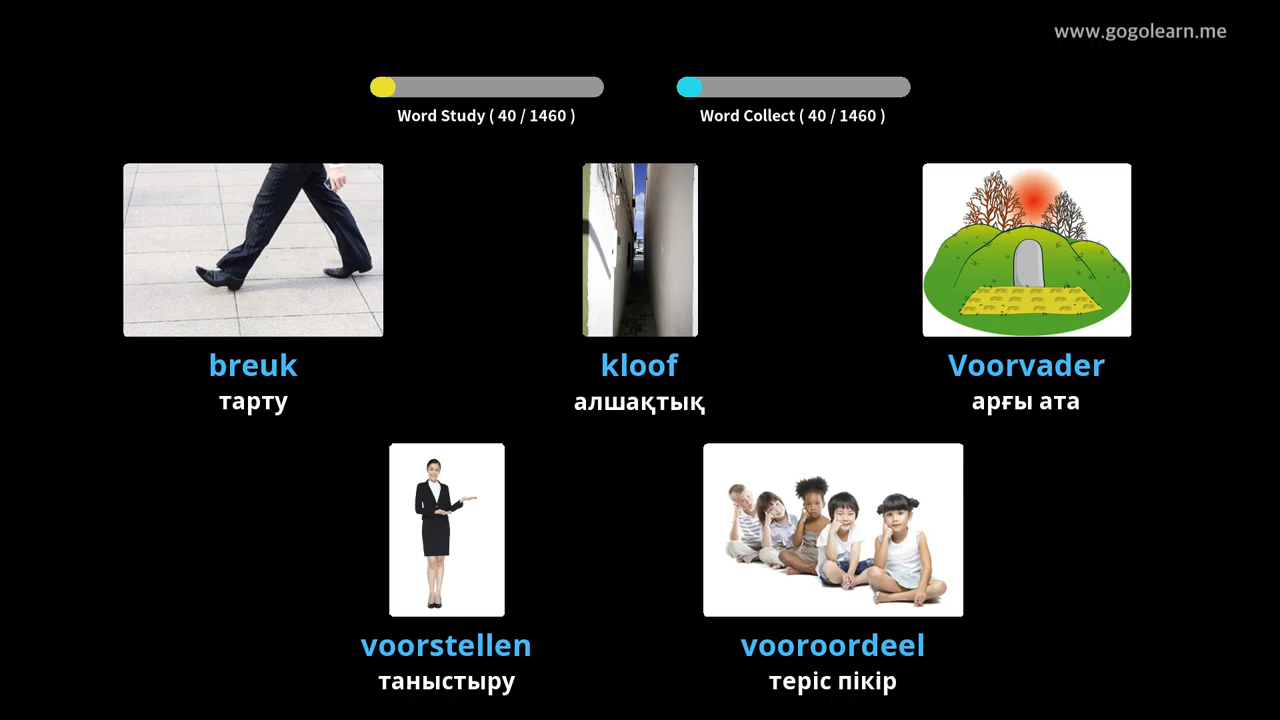 www.gogolearn.me
Word Study ( 40 / 1460 )
Word Collect ( 40 / 1460 )
breuk
тарту
kloof
алшақтық
Voorvader
арғы ата
voorstellen
таныстыру
vooroordeel
теріс пікір